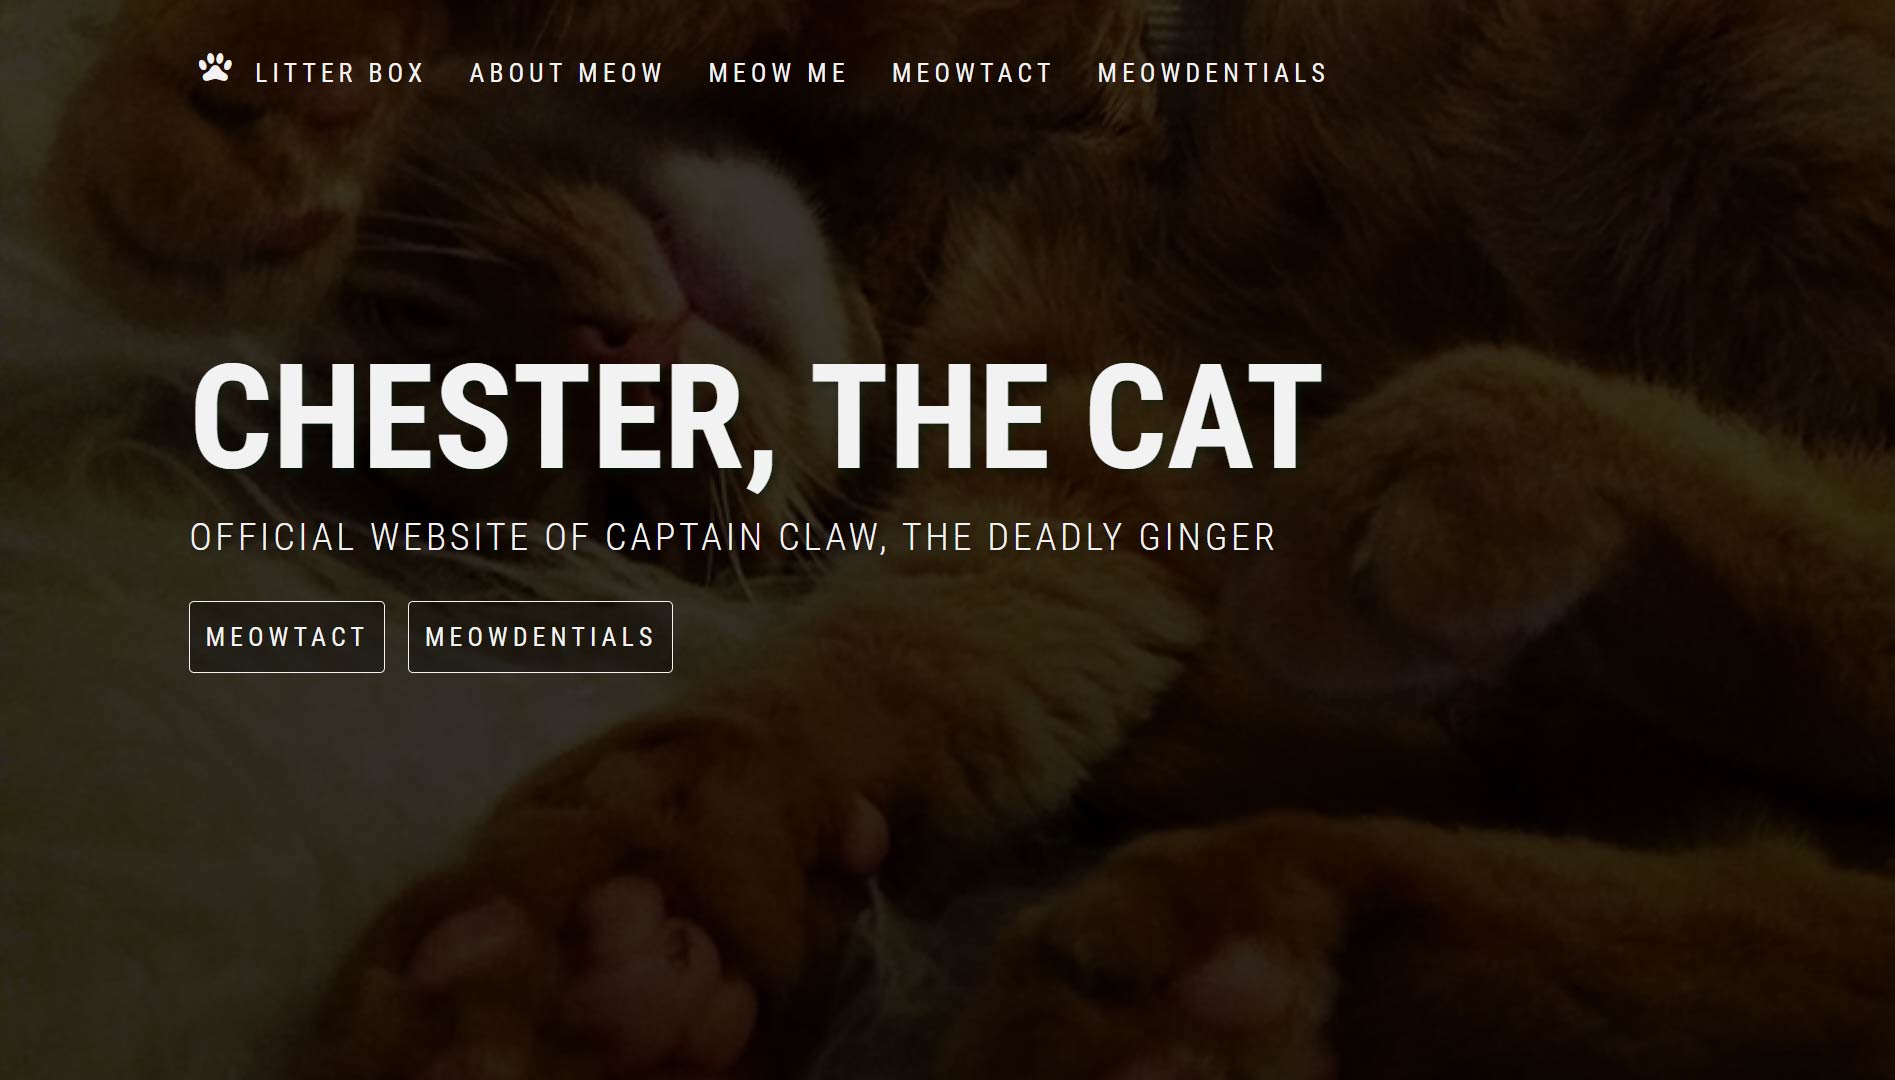 LITTER BOX ABOUT MEOW MEOW ME MEOWTACT MEOWDENTIALS
CHESTER, THE CAT
OFFICIAL WEBSITE OF CAPTAIN CLAW, THE DEADLY GINGER
MEOWTACT MEOWDENTIALS